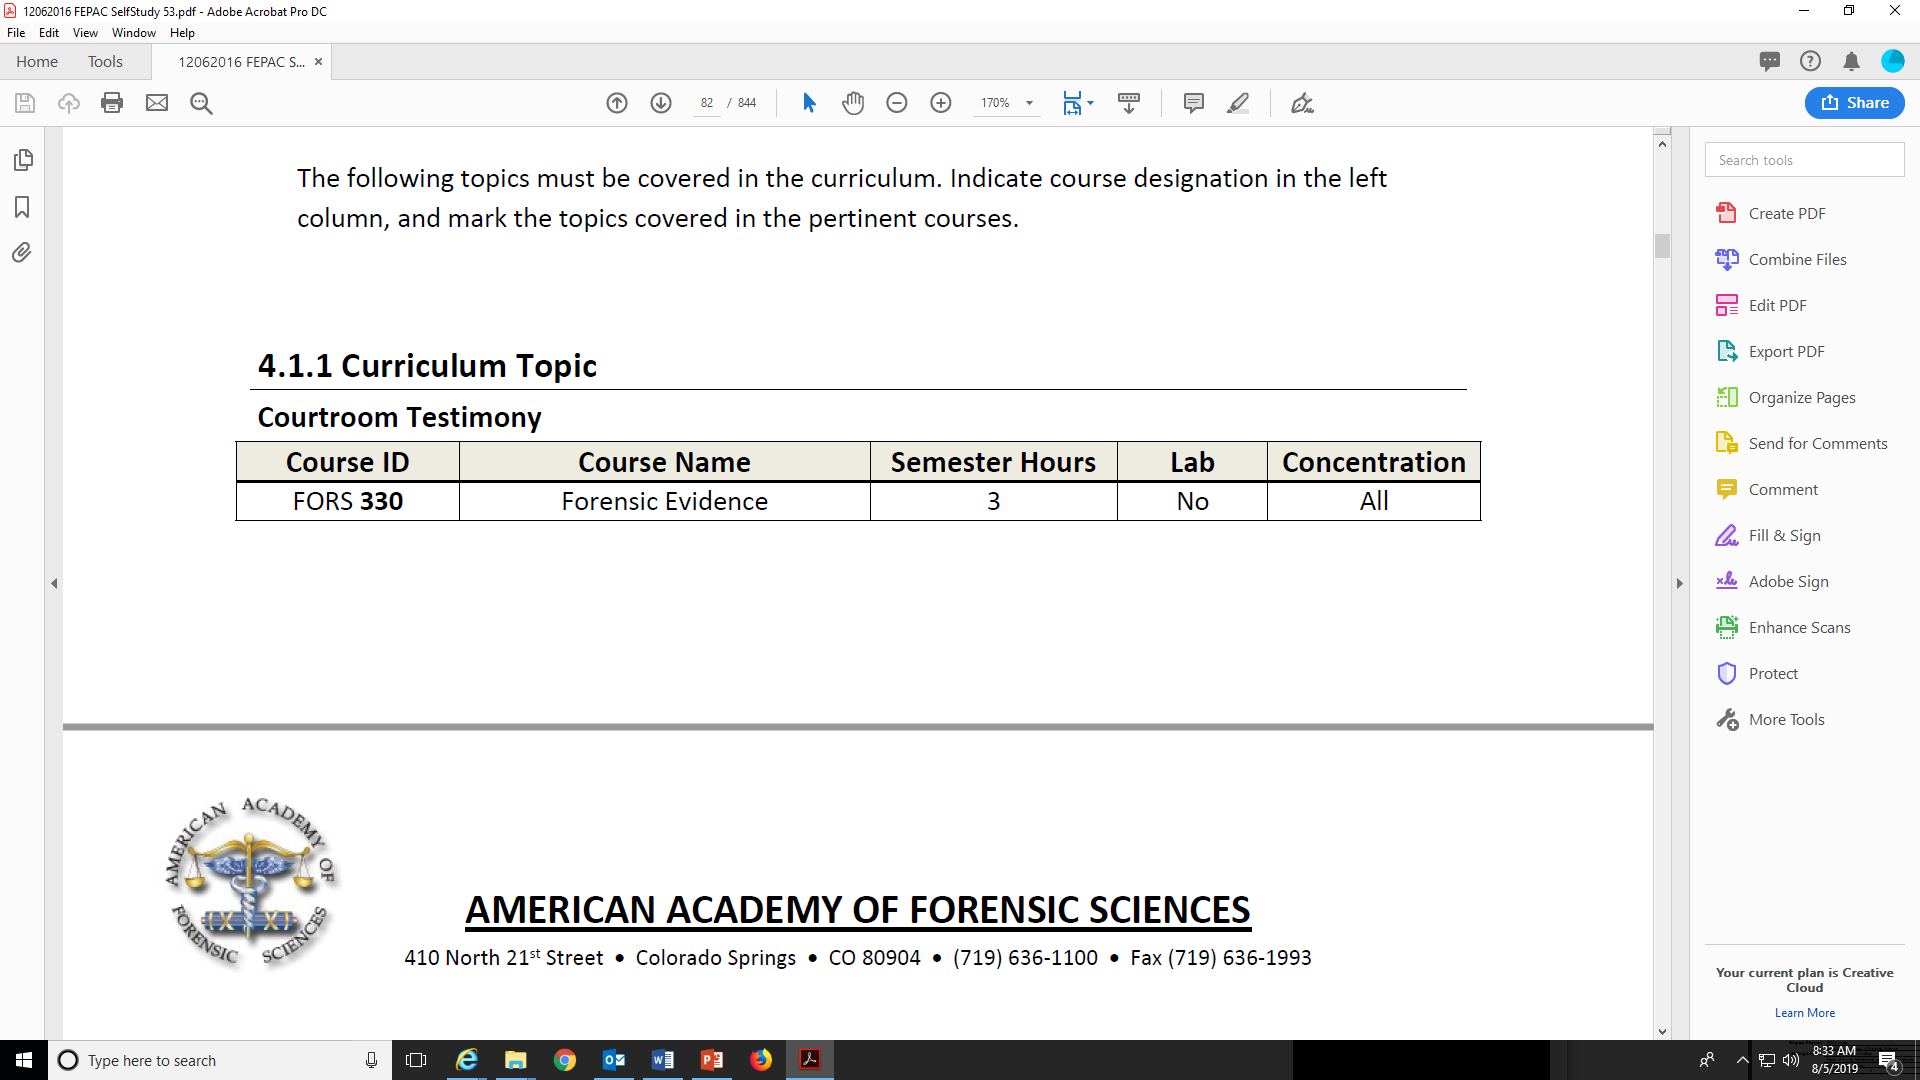 12062016 FEPAC SelfStudy 53.pdf - Adobe Acrobat Pro DC
File Edit View Window Help
Home Tools 12062016 FEPAC S... ×
82 / 844 170%
Share
The following topics must be covered in the curriculum. Indicate course designation in the left
column, and mark the topics covered in the pertinent courses.
4.1.1 Curriculum Topic
Courtroom Testimony
Course ID Course Name Semester Hours Lab Concentration
FORS 330 Forensic Evidence 3 No All
AMERICAN ACADEMY OF FORENSIC SCIENCES
AMERICAN ACADEMY OF FORENSIC SCIENCES
410 North 21st Street • Colorado Springs • CO 80904 • (719) 636-1100 • Fax (719) 636-1993
Search tools
Create PDF
Combine Files
Edit PDF
Export PDF
Organize Pages
Send for Comments
Comment
Fill & Sign
Adobe Sign
Enhance Scans
Protect
More Tools
Your current plan is Creative
Cloud
Learn More
Type here to search
8:33 AM
8/5/2019
4